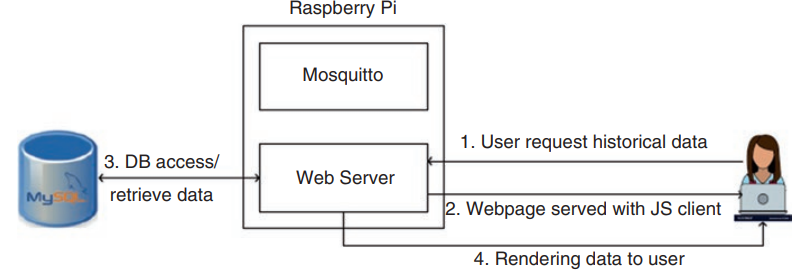 Raspberry Pi
Mosquitto
1. User request historical data
3. DB access/
retrieve data
Web Server
MySQL
2. Webpage served with JS client
4. Rendering data to user